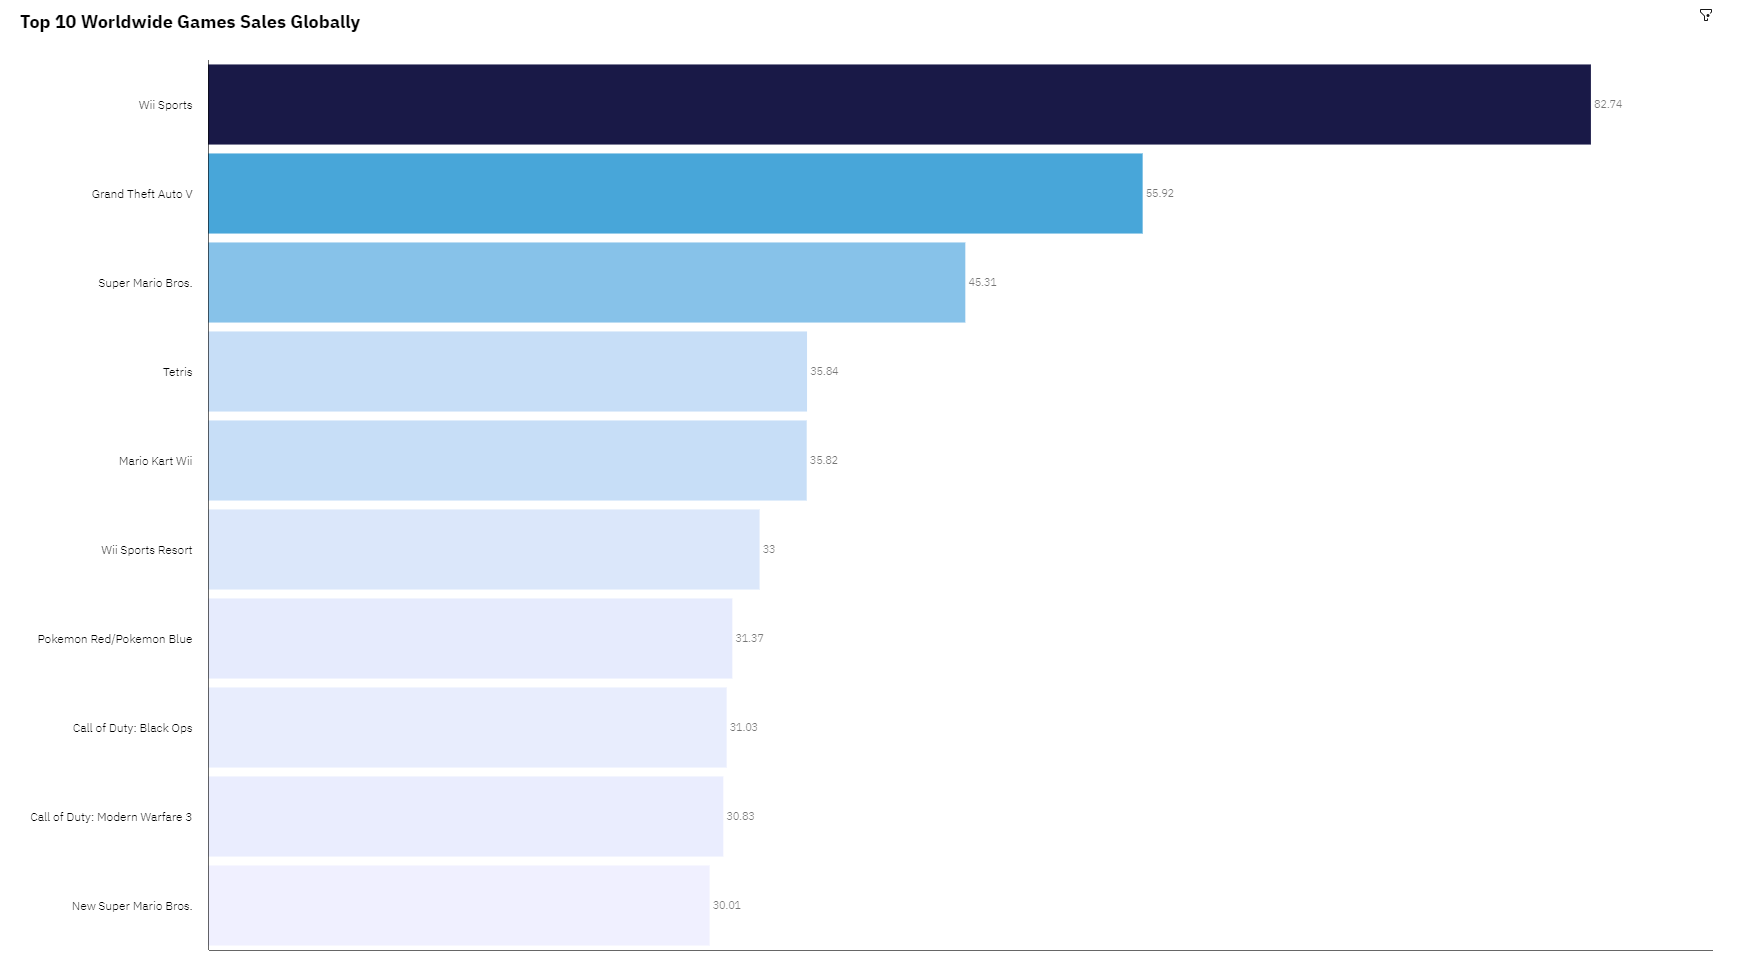 Top 10 Worldwide Games Sales Globally
Wii Sports 82.74
Grand Theft Auto V 55.92
Super Mario Bros. 45.31
Tetris 35.84
Mario Kart Wii 35.82
Wii Sports Resort 33
Pokemon Red/Pokemon Blue 31.37
Call of Duty: Black Ops 31.03
Call of Duty: Modern Warfare 3 30.83
New Super Mario Bros. 30.01